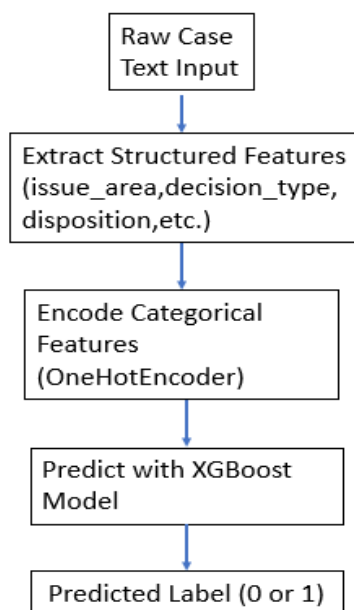 Raw Case
Text Input
Extract Structured Features
(issue_area,decision_type,
disposition,etc.)
Encode Categorical
Features
(OneHotEncoder)
Predict with XGBoost
Model
Predicted Label (0 or 1)